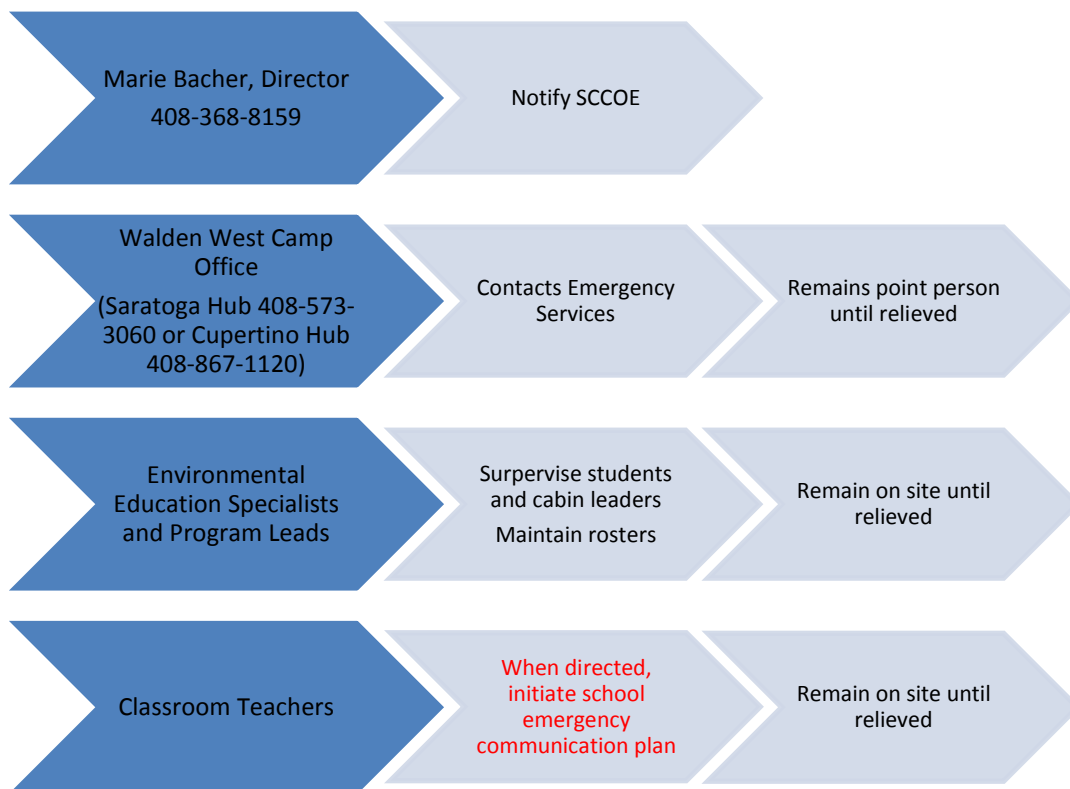 Marie Bacher, Director
408-368-8159
Notify SCCOE
Walden West Camp
Office
(Saratoga Hub 408-573-
3060 or Cupertino Hub
408-867-1120)
Contacts Emergency
Services
Remains point person
until relieved
Environmental
Education Specialists
and Program Leads
Surpervise students
and cabin leaders
Maintain rosters
Remain on site until
relieved
Classroom Teachers
When directed,
initiate school
emergency
communication plan
Remain on site until
relieved